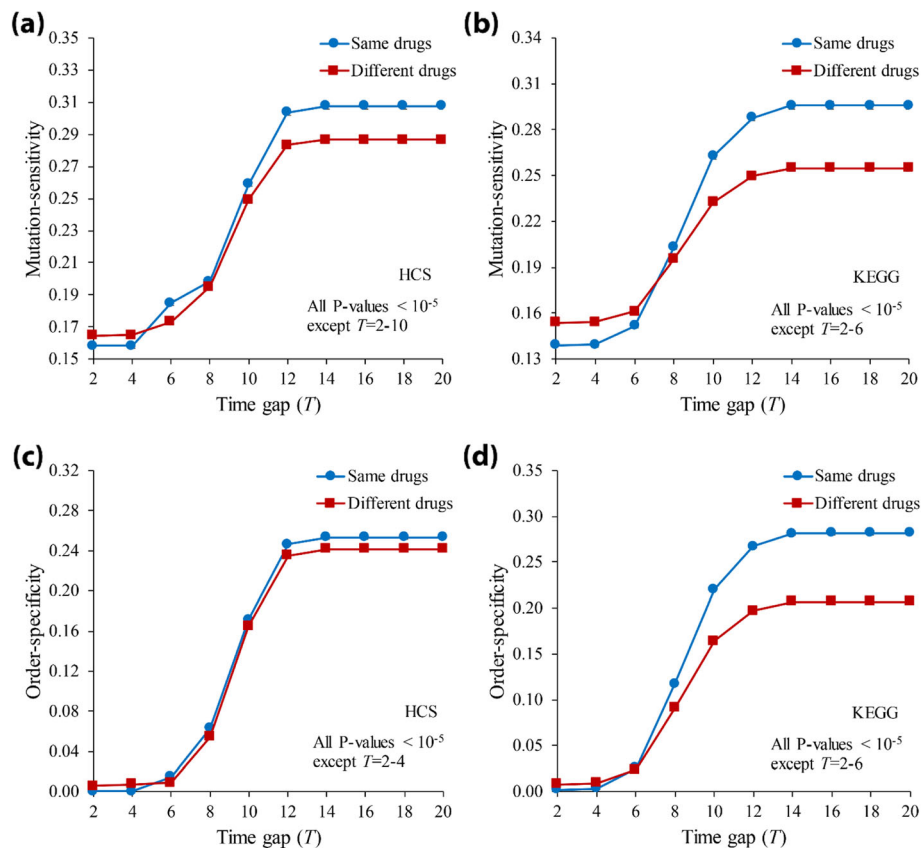 (a)
0.35
0.33
0.31
0.29
0.27
0.25
0.23
0.21
0.19
0.17
0.15
Mutation-sensitivity
Same drugs
Different drugs
HCS
All P-values < 10⁻⁵
except T=2-10
2 4 6 8 10 12 14 16 18 20
Time gap (T)
(b)
0.34
0.31
0.28
0.25
0.22
0.19
0.16
0.13
Mutation-sensitivity
Same drugs
Different drugs
KEGG
All P-values < 10⁻⁵
except T=2-6
2 4 6 8 10 12 14 16 18 20
Time gap (T)
(c)
0.32
0.28
0.24
0.20
0.16
0.12
0.08
0.04
0.00
Order-specificity
Same drugs
Different drugs
HCS
All P-values < 10⁻⁵
except T=2-4
2 4 6 8 10 12 14 16 18 20
Time gap (T)
(d)
0.35
0.30
0.25
0.20
0.15
0.10
0.05
0.00
Order-specificity
Same drugs
Different drugs
KEGG
All P-values < 10⁻⁵
except T=2-6
2 4 6 8 10 12 14 16 18 20
Time gap (T)